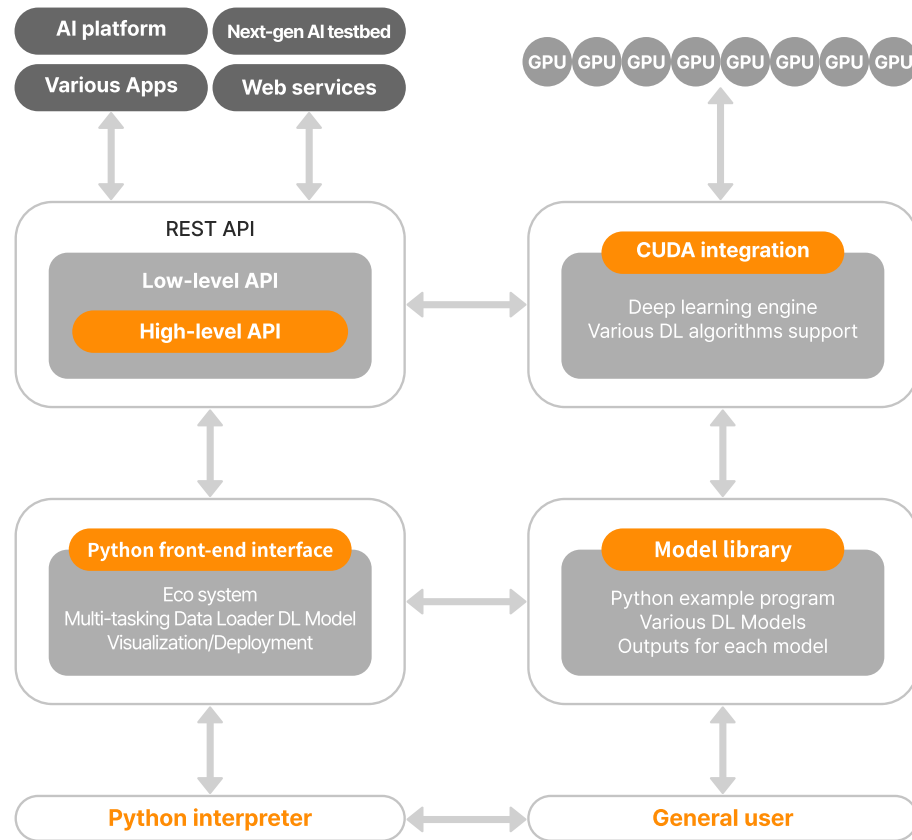 AI platform
Next-gen AI testbed
Various Apps
Web services
GPU GPU GPU GPU GPU GPU GPU GPU
REST API
Low-level API
High-level API
CUDA integration
Deep learning engine
Various DL algorithms support
Python front-end interface
Eco system
Multi-tasking Data Loader DL Model
Visualization/Deployment
Model library
Python example program
Various DL Models
Outputs for each model
Python interpreter
General user